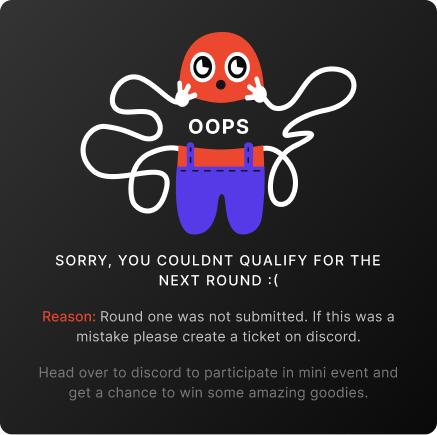 OOPS
SORRY, YOU COULDNT QUALIFY FOR THE
NEXT ROUND :(
Reason: Round one was not submitted. If this was a
mistake please create a ticket on discord.
Head over to discord to participate in mini event and
get a chance to win some amazing goodies.